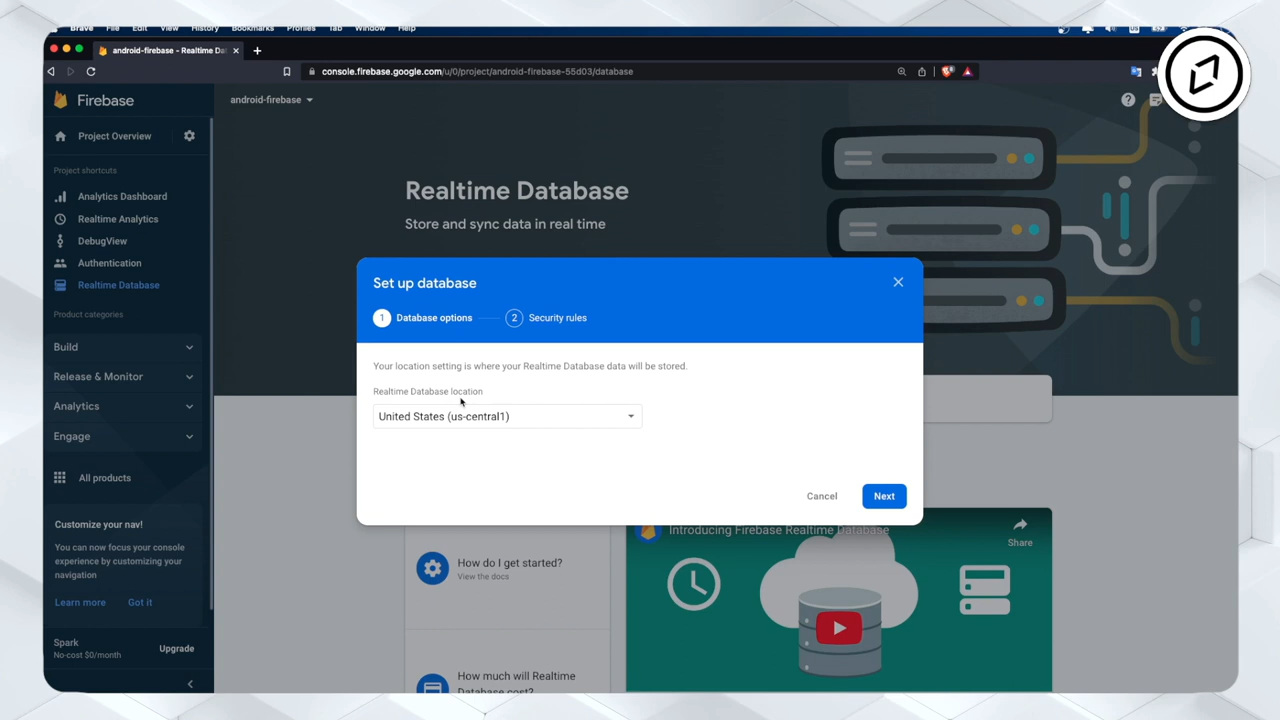 Brave File Edit View History Bookmarks Profiles Tab Window Help
android-firebase - Realtime Da
console.firebase.google.com/u/0/project/android-firebase-55d03/database
Firebase
android-firebase
Project Overview
Project shortcuts
Analytics Dashboard
Realtime Analytics
DebugView
Authentication
Realtime Database
Product categories
Build
Release & Monitor
Analytics
Engage
All products
Customize your nav!
You can now focus your console
experience by customizing your
navigation
Learn more Got it
Spark
No-cost $0/month
Upgrade
Realtime Database
Store and sync data in real time
Set up database
1 Database options
2 Security rules
Your location setting is where your Realtime Database data will be stored.
Realtime Database location
United States (us-central1)
Cancel Next
How do I get started?
View the docs
How much will Realtime
Database cost?
Introducing Firebase Realtime Database
Share